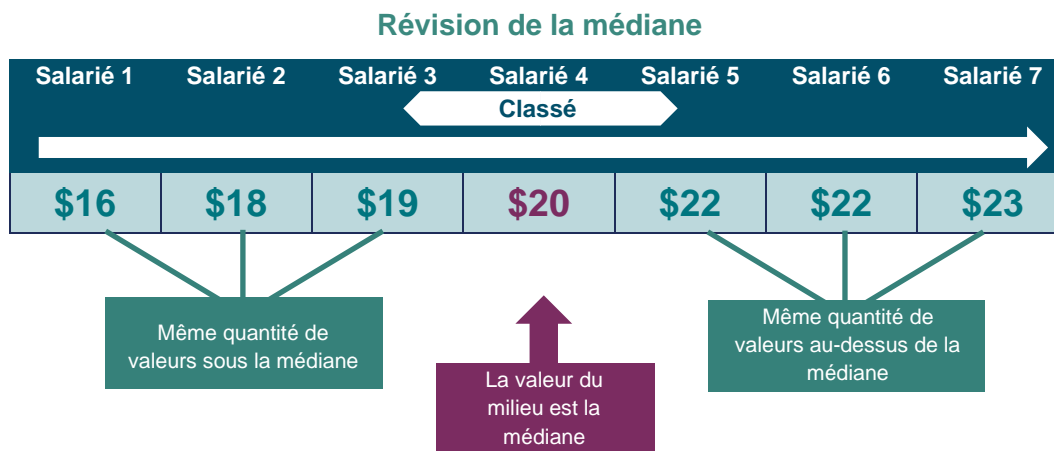 Révision de la médiane
Salarié 1 Salarié 2 Salarié 3 Salarié 4 Salarié 5 Salarié 6 Salarié 7
Classé
$16 $18 $19 $20 $22 $22 $23
Même quantité de
valeurs sous la médiane
La valeur du
milieu est la
médiane
Même quantité de
valeurs au-dessus de la
médiane